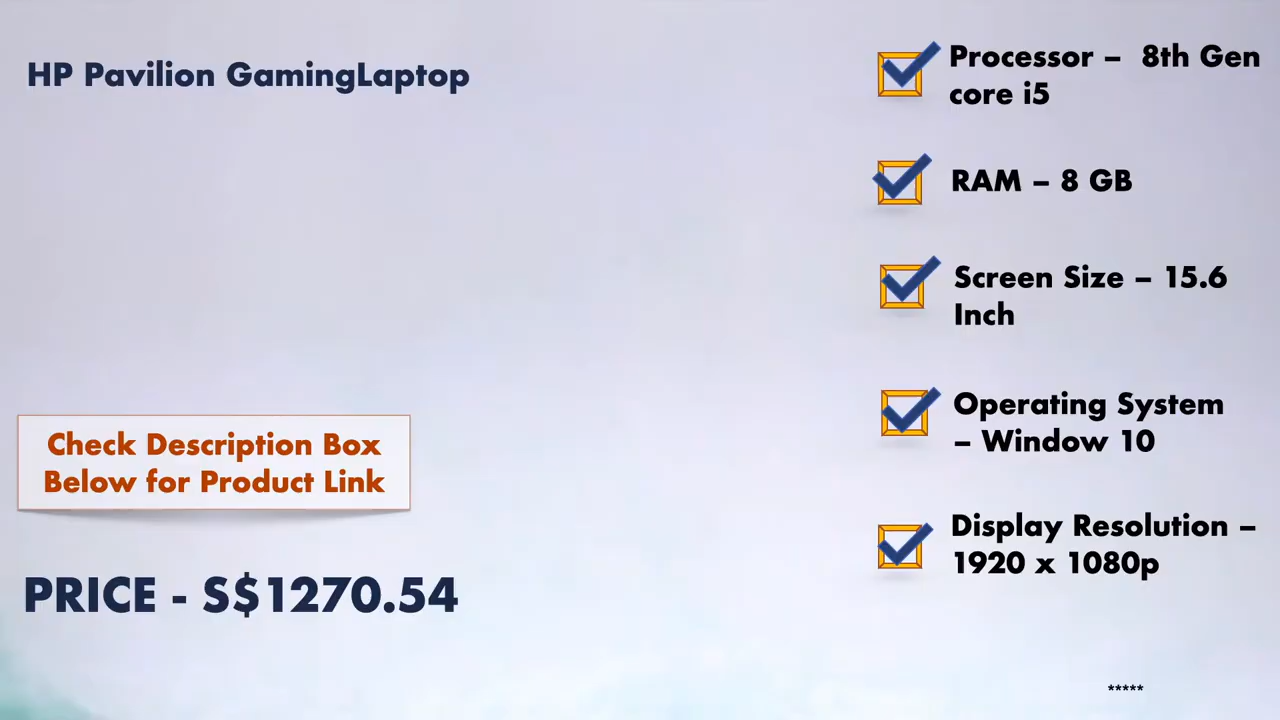 HP Pavilion GamingLaptop
Processor –  8th Gen
core i5
RAM – 8 GB
Screen Size – 15.6
Inch
Operating System
– Window 10
Display Resolution –
1920 x 1080p
Check Description Box
Below for Product Link
PRICE - S$1270.54
*****